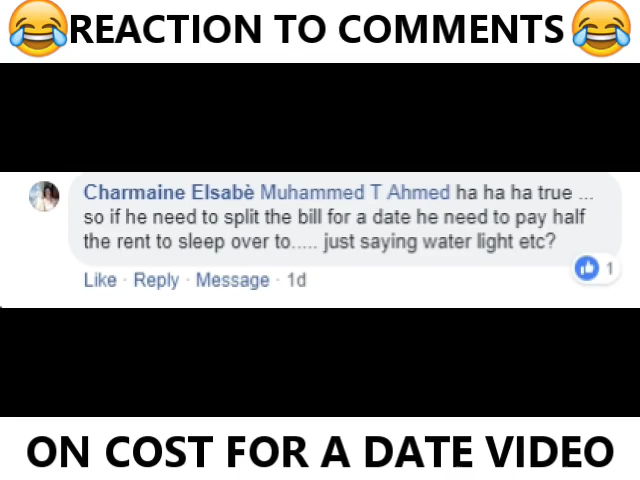 REACTION TO COMMENTS
Charmaine Elsabè Muhammed T Ahmed ha ha ha true ...
so if he need to split the bill for a date he need to pay half
the rent to sleep over to..... just saying water light etc?
Like · Reply · Message · 1d
1
ON COST FOR A DATE VIDEO